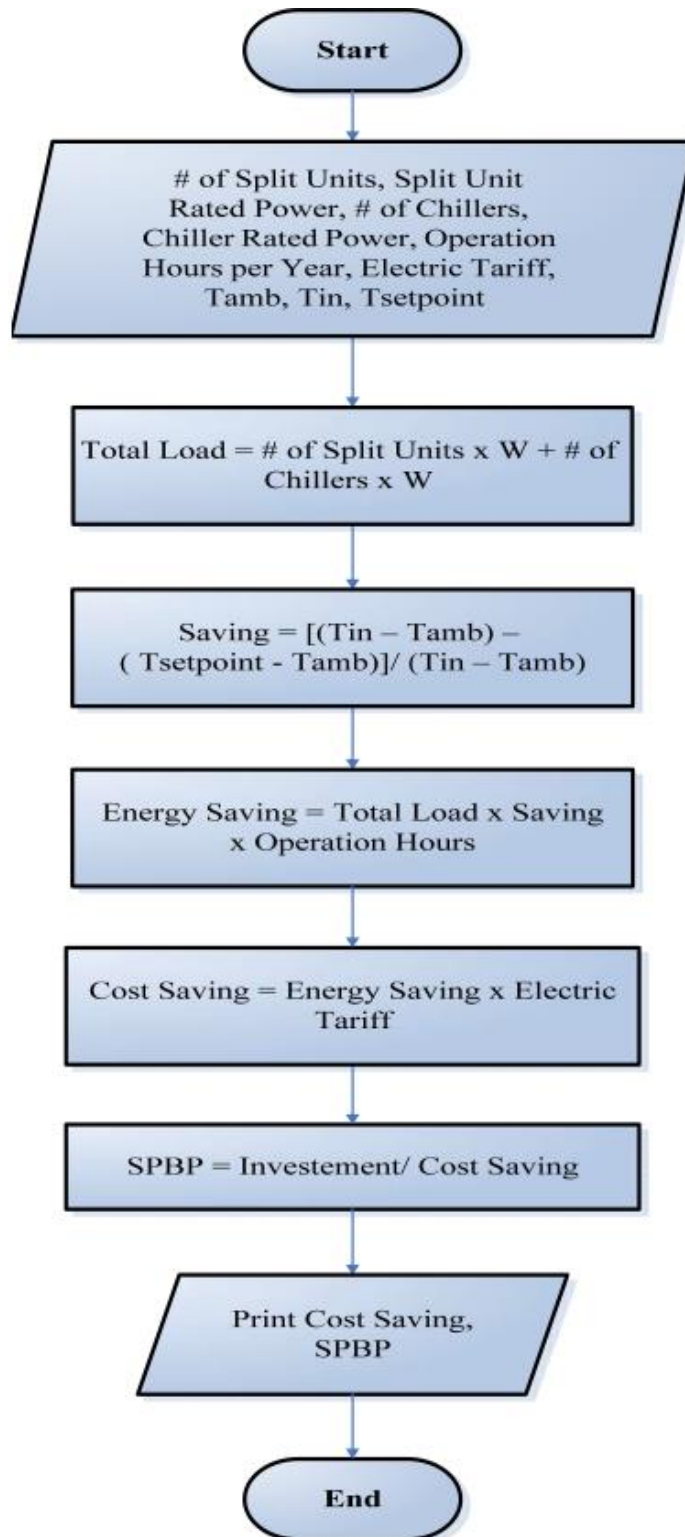 Start
# of Split Units, Split Unit
Rated Power, # of Chillers,
Chiller Rated Power, Operation
Hours per Year, Electric Tariff,
Tamb, Tin, Tsetpoint
Total Load = # of Split Units x W + # of
Chillers x W
Saving = [(Tin – Tamb) –
( Tsetpoint - Tamb)]/ (Tin – Tamb)
Energy Saving = Total Load x Saving
x Operation Hours
Cost Saving = Energy Saving x Electric
Tariff
SPBP = Investement/ Cost Saving
Print Cost Saving,
SPBP
End